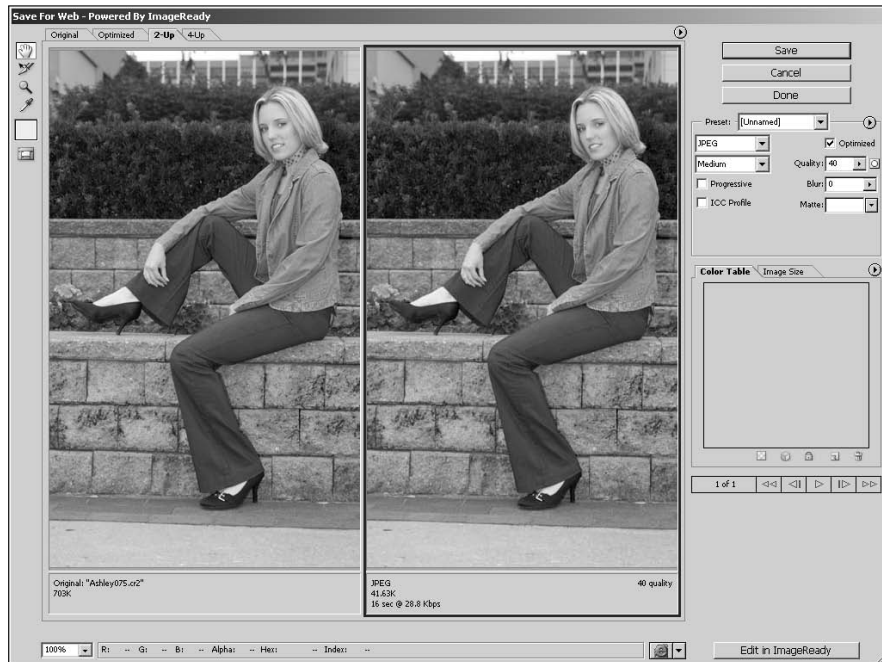 Save For Web - Powered By ImageReady
Original Optimized 2-Up 4-Up
Save
Cancel
Done
Preset: [Unnamed]
JPEG Optimized
Medium Quality: 40
Progressive Blur: 0
ICC Profile Matte:
Color Table Image Size
1 of 1
Original: "Ashley075.cr2"
703K
JPEG 40 quality
41.63K
16 sec @ 28.8 Kbps
100% R: -- G: -- B: -- Alpha: -- Hex: -- Index: --
Edit in ImageReady